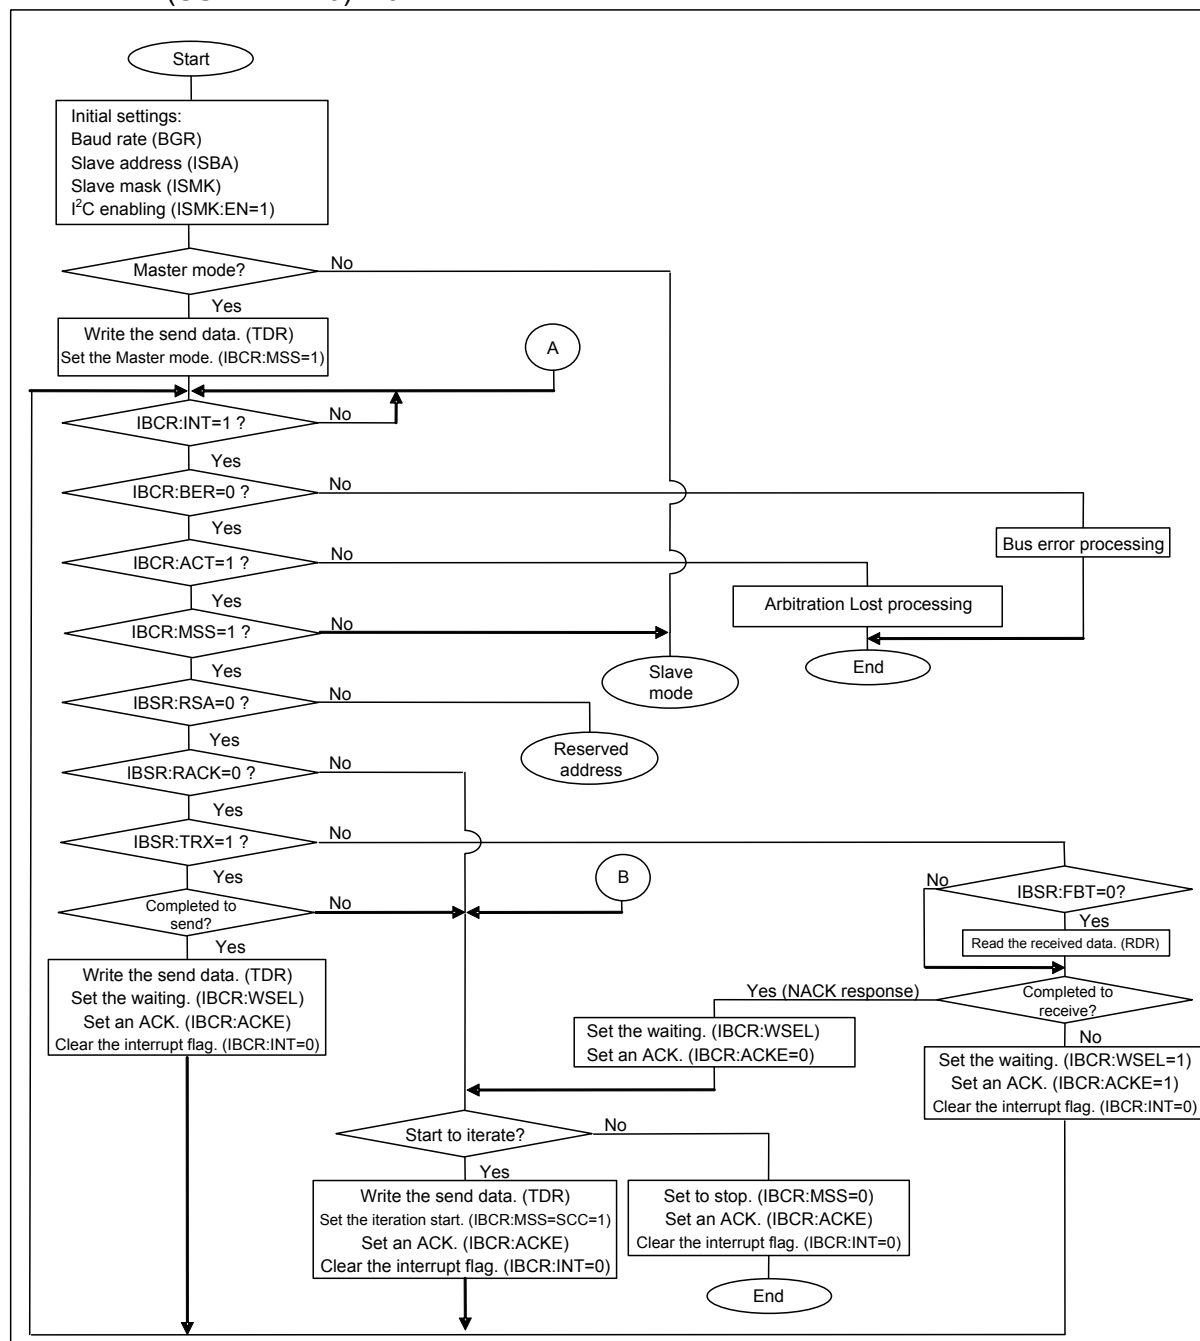 Start
Initial settings:
Baud rate (BGR)
Slave address (ISBA)
Slave mask (ISMK)
I²C enabling (ISMK:EN=1)
Master mode?
No
Yes
Write the send data. (TDR)
Set the Master mode. (IBCR:MSS=1)
A
IBCR:INT=1 ?
No
Yes
IBCR:BER=0 ?
No
Yes
Bus error processing
IBCR:ACT=1 ?
No
Yes
Arbitration Lost processing
IBCR:MSS=1 ?
No
Yes
End
Slave
mode
IBSR:RSA=0 ?
No
Yes
Reserved
address
IBSR:RACK=0 ?
No
Yes
IBSR:TRX=1 ?
No
Yes
B
No
IBSR:FBT=0?
Yes
Read the received data. (RDR)
Completed to
send?
No
Yes
Write the send data. (TDR)
Set the waiting. (IBCR:WSEL)
Set an ACK. (IBCR:ACKE)
Clear the interrupt flag. (IBCR:INT=0)
Yes (NACK response)
Completed to
receive?
No
Set the waiting. (IBCR:WSEL)
Set an ACK. (IBCR:ACKE=0)
Set the waiting. (IBCR:WSEL=1)
Set an ACK. (IBCR:ACKE=1)
Clear the interrupt flag. (IBCR:INT=0)
Start to iterate?
No
Yes
Write the send data. (TDR)
Set the iteration start. (IBCR:MSS=SCC=1)
Set an ACK. (IBCR:ACKE)
Clear the interrupt flag. (IBCR:INT=0)
Set to stop. (IBCR:MSS=0)
Set an ACK. (IBCR:ACKE)
Clear the interrupt flag. (IBCR:INT=0)
End